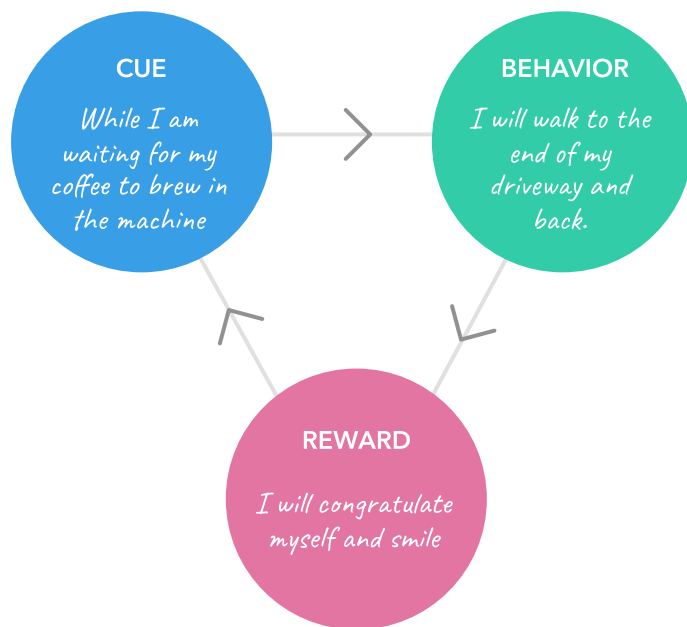 CUE
While I am
waiting for my
coffee to brew in
the machine
BEHAVIOR
I will walk to the
end of my
driveway and
back.
REWARD
I will congratulate
myself and smile